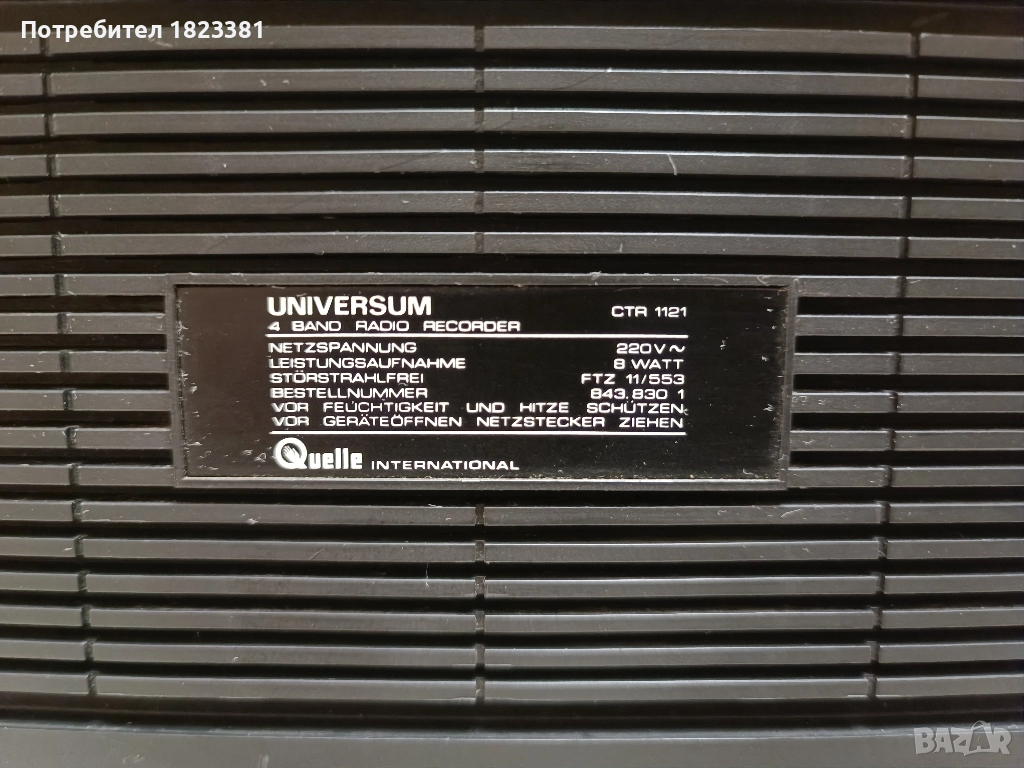 Потребител 1823381
UNIVERSUM CTR 1121
4 BAND RADIO RECORDER
NETZSPANNUNG 220V~
LEISTUNGSAUFNAHME 8 WATT
STÖRSTRAHLFREI FTZ 11/553
BESTELLNUMMER 843.830 1
VOR FEUCHTIGKEIT UND HITZE SCHÜTZEN
VOR GERÄTEÖFFNEN NETZSTECKER ZIEHEN
Quelle INTERNATIONAL
BAZAR